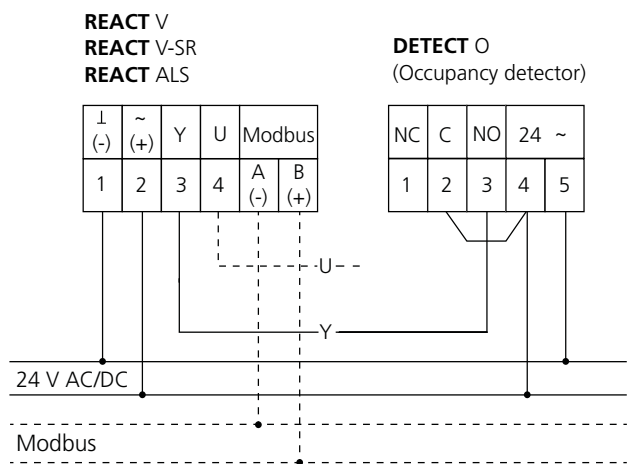 REACT V
REACT V-SR
REACT ALS
DETECT O
(Occupancy detector)
⊥ ~ Y U Modbus
(-) (+)
1 2 3 4 A B
(-) (+)
NC C NO 24 ~
1 2 3 4 5
U
Y
24 V AC/DC
Modbus